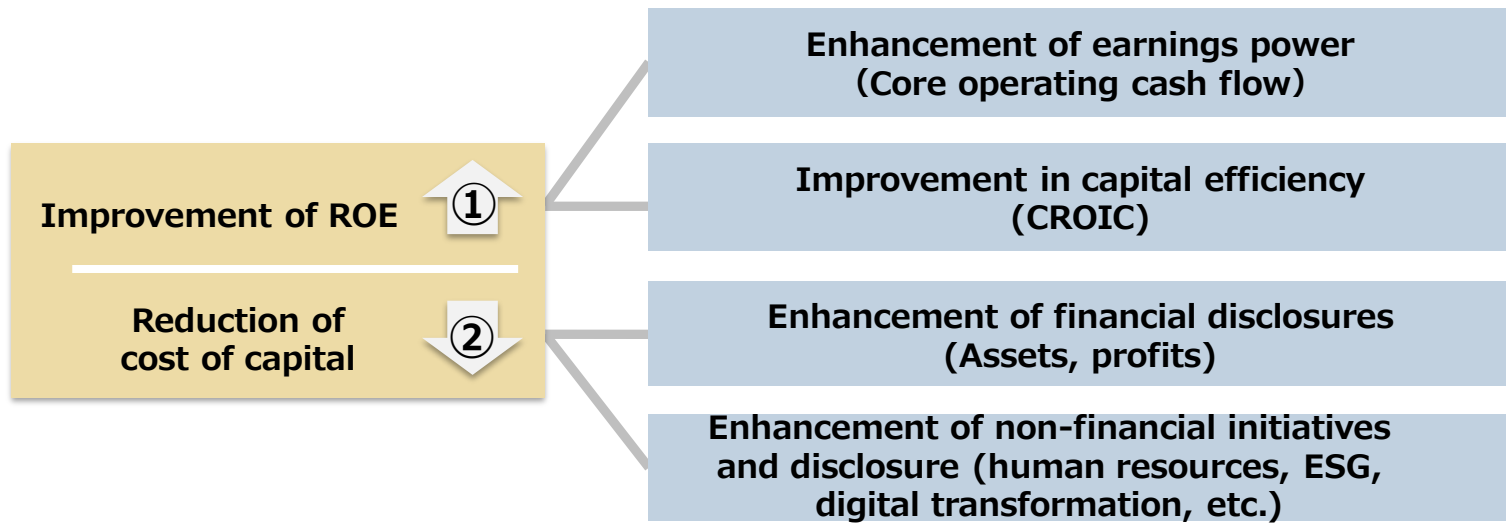 Improvement of ROE
①
Reduction of
cost of capital
②
Enhancement of earnings power
(Core operating cash flow)
Improvement in capital efficiency
(CROIC)
Enhancement of financial disclosures
(Assets, profits)
Enhancement of non-financial initiatives
and disclosure (human resources, ESG,
digital transformation, etc.)